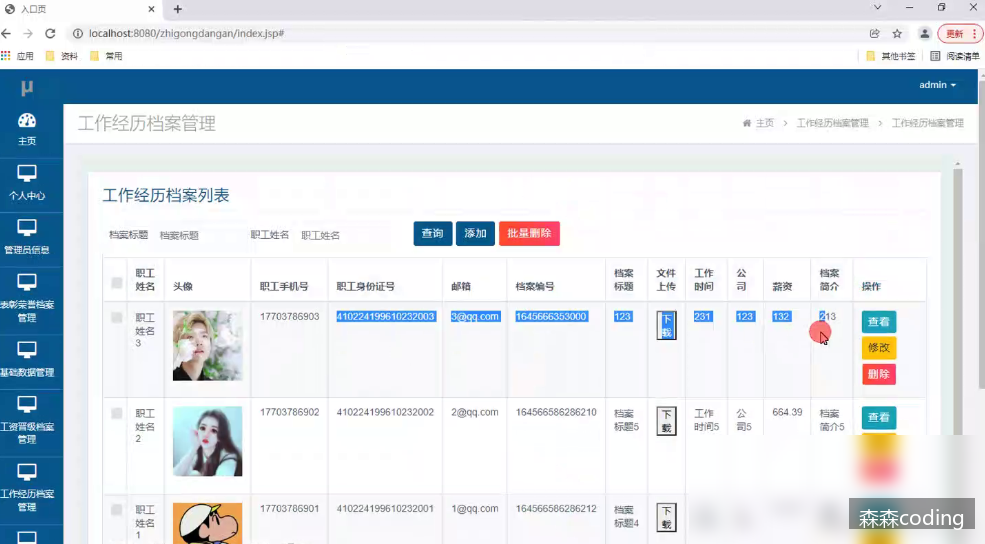 入口页
localhost:8080/zhigongdangan/index.jsp#
更新
应用
资料
常用
其他书签
阅读清单
μ
admin
主页
个人中心
管理员信息
表彰荣誉档案
管理
基础数据管理
工资晋级档案
管理
工作经历档案
管理
工作经历档案管理
主页 > 工作经历档案管理 > 工作经历档案管理
工作经历档案列表
档案标题 档案标题 职工姓名 职工姓名 查询 添加 批量删除
职工
姓名
头像
职工手机号
职工身份证号
邮箱
档案编号
档案
标题
文件
上传
工作
时间
公
司
薪资
档案
简介
操作
职工
姓名
3
17703786903
410224199610232003
3@qq.com
1645666353000
123
下
载
231
123
132
213
查看
修改
删除
职工
姓名
2
17703786902
410224199610232002
2@qq.com
164566586286210
档案
标题5
下
载
工作
时间5
公
司5
664.39
档案
简介5
查看
职工
姓名
1
17703786901
410224199610232001
1@qq.com
164566586286212
档案
标题4
下
载
森森coding